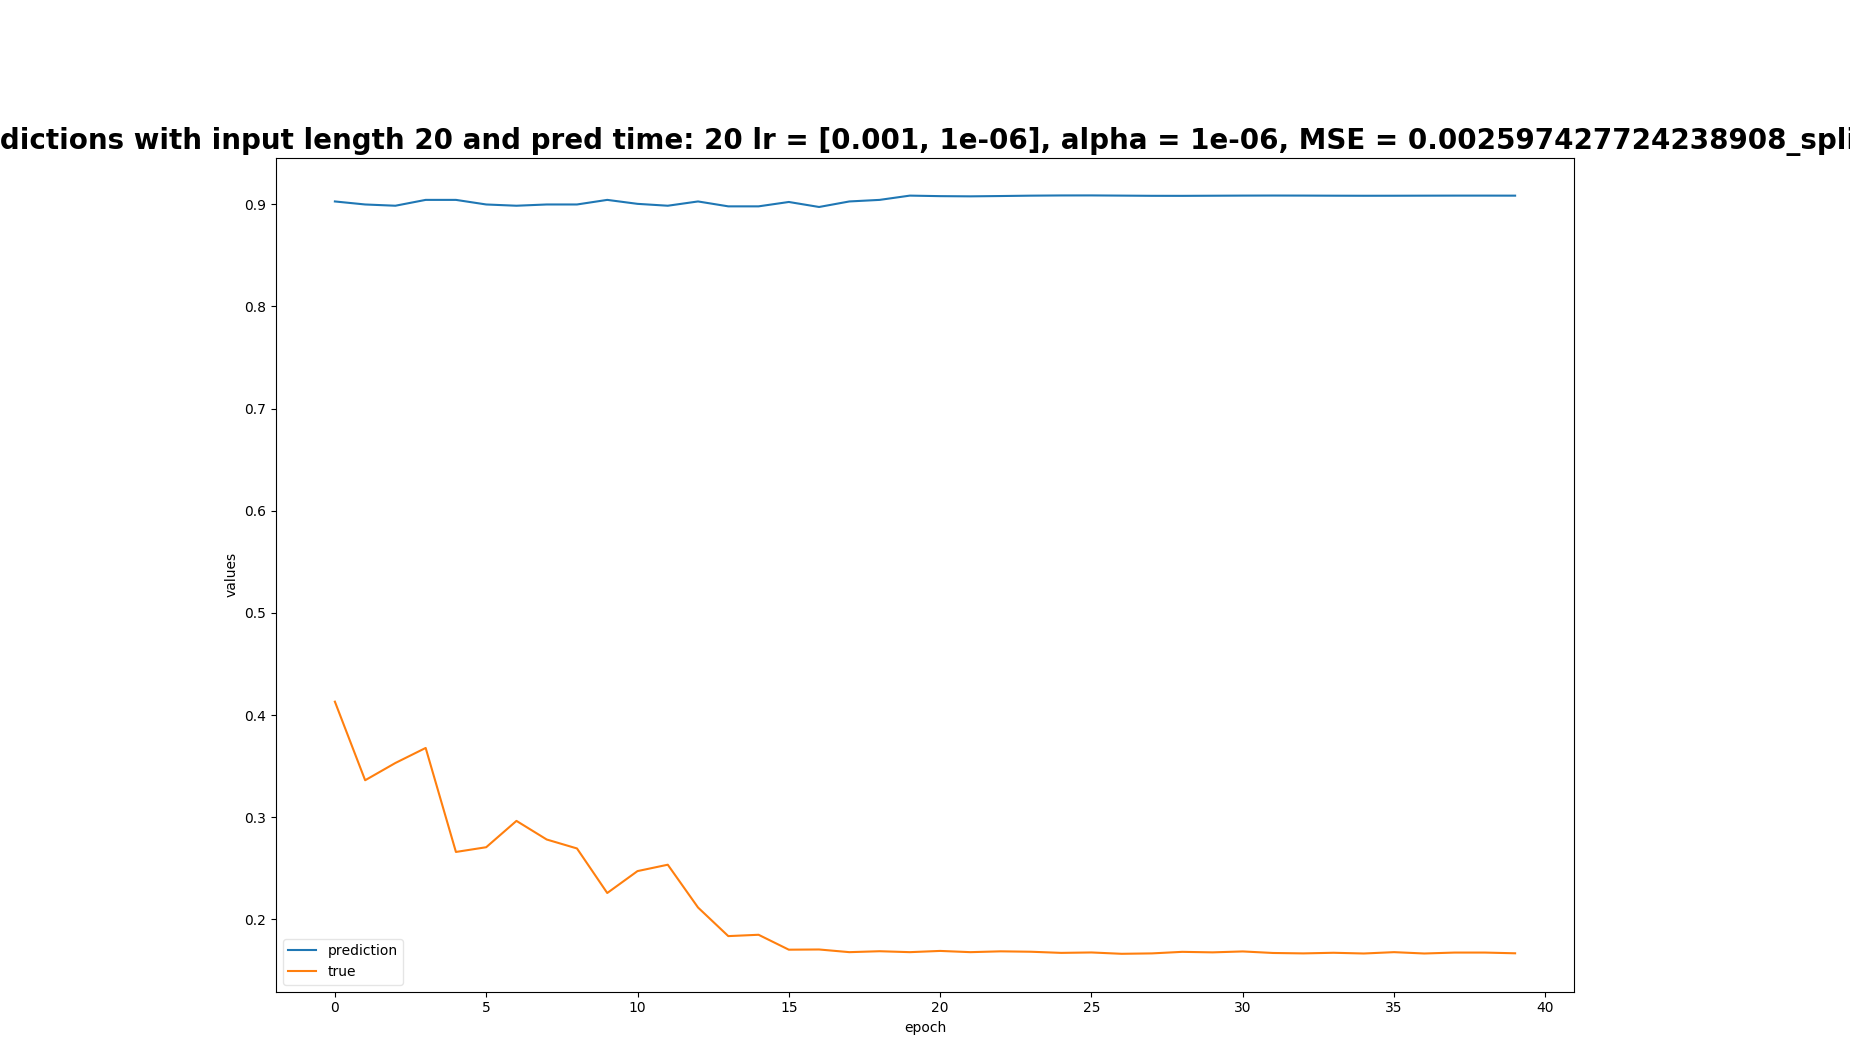 dictions with input length 20 and pred time: 20 lr = [0.001, 1e-06], alpha = 1e-06, MSE = 0.002597427724238908_spli
0.9
0.8
0.7
0.6
0.5
0.4
0.3
0.2
values
prediction
true
0 5 10 15 20 25 30 35 40
epoch